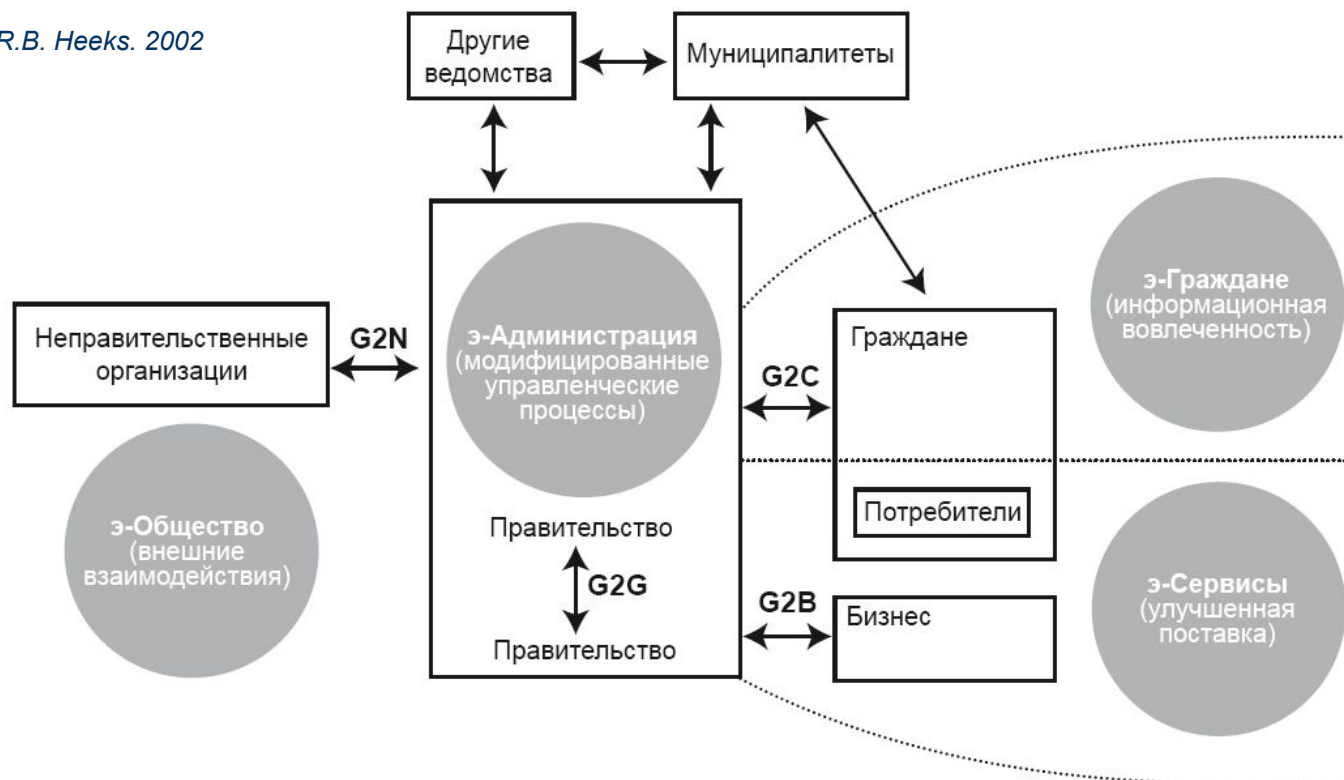 R.B. Heeks. 2002
Другие
ведомства
Муниципалитеты
Неправительственные
организации
G2N
э-Администрация
(модифицированные
управленческие
процессы)
Граждане
G2C
э-Граждане
(информационная
вовлеченность)
э-Общество
(внешние
взаимодействия)
Правительство
G2G
Правительство
Потребители
G2B
Бизнес
э-Сервисы
(улучшенная
поставка)